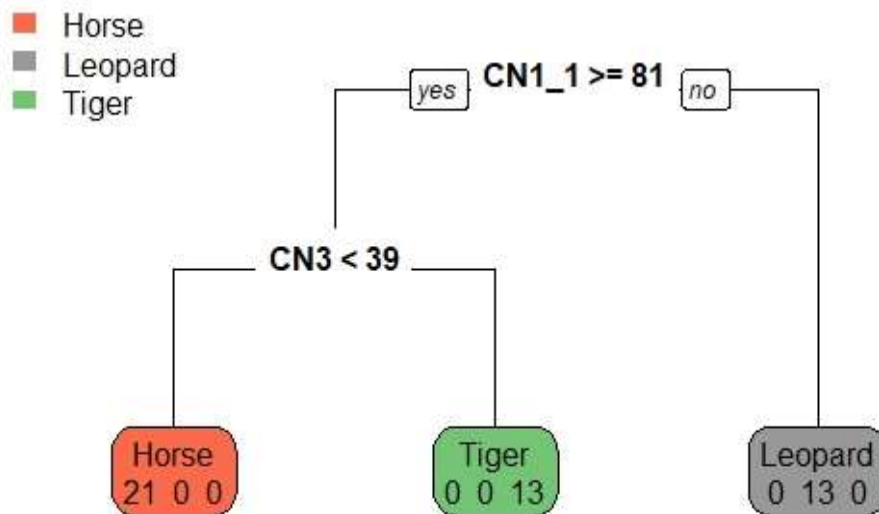 Horse
Leopard
Tiger
yes CN1_1 >= 81 no
CN3 < 39
Horse
21 0 0
Tiger
0 0 13
Leopard
0 13 0